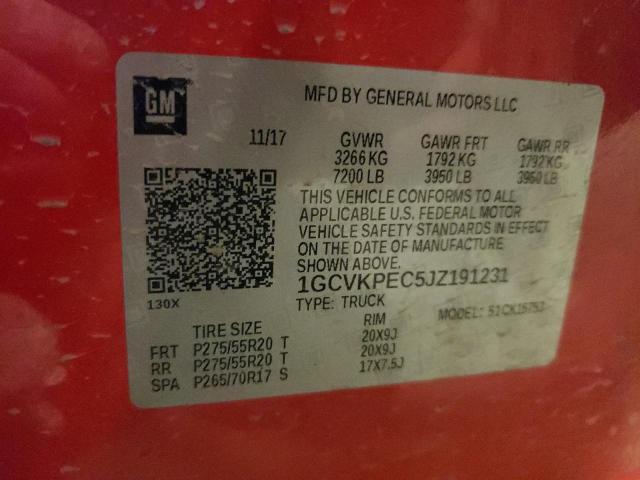 GM
MFD BY GENERAL MOTORS LLC
11/17 GVWR GAWR FRT GAWR RR
3266 KG 1792 KG 1792 KG
7200 LB 3950 LB 3950 LB
THIS VEHICLE CONFORMS TO ALL
APPLICABLE U.S. FEDERAL MOTOR
VEHICLE SAFETY STANDARDS IN EFFECT
ON THE DATE OF MANUFACTURE
SHOWN ABOVE.
1GCVKPEC5JZ191231
130X
TYPE: TRUCK MODEL:
TIRE SIZE RIM
FRT P275/55R20 T 20X9J
RR P275/55R20 T 20X9J
SPA P265/70R17 S 17X7.5J